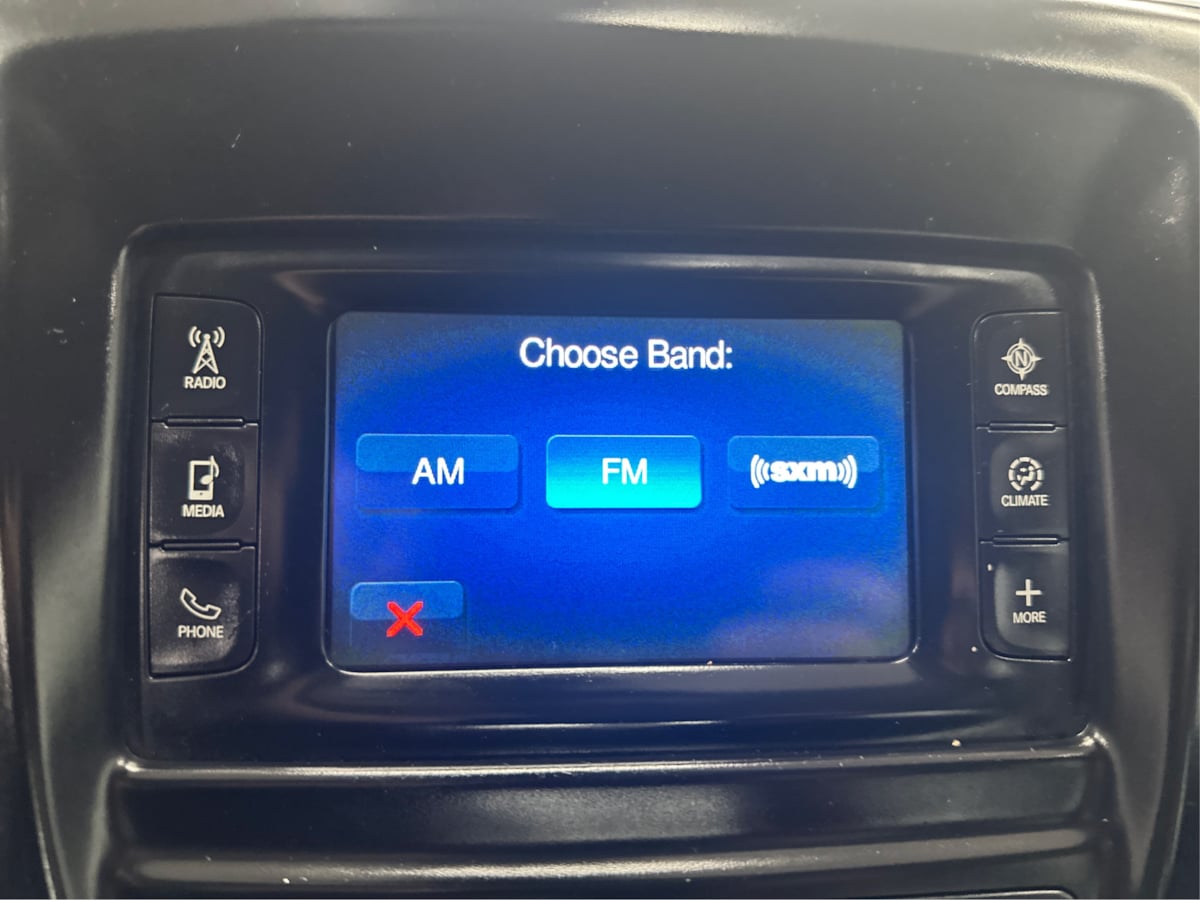 Choose Band:
RADIO
N
COMPASS
AM
FM
((sxm))
MEDIA
CLIMATE
PHONE
MORE